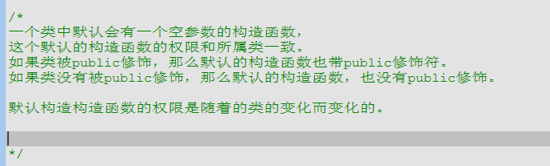 /*
一个类中默认会有一个空参数的构造函数，
这个默认的构造函数的权限和所属类一致。
如果类被public修饰，那么默认的构造函数也带public修饰符。
如果类没有被public修饰，那么默认的构造函数，也没有public修饰。
默认构造构造函数的权限是随着的类的变化而变化的。
*/